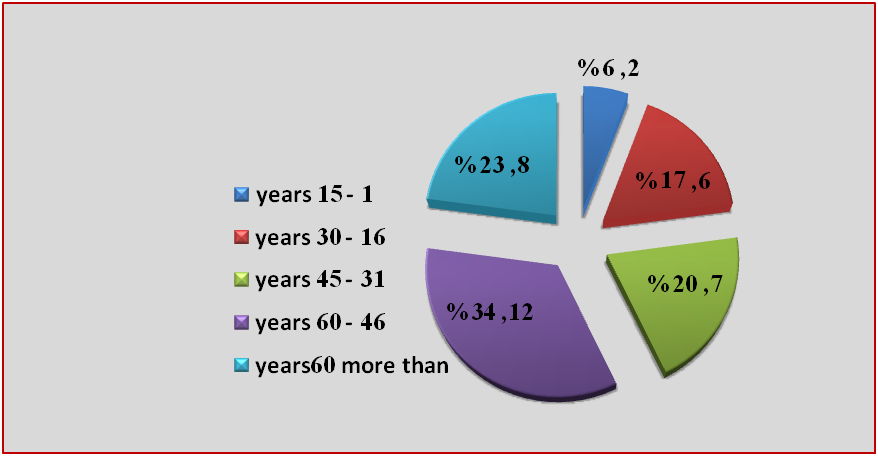 %6 ,2
%17 ,6
%23 ,8
%20 ,7
%34 ,12
years 15 - 1
years 30 - 16
years 45 - 31
years 60 - 46
years60 more than